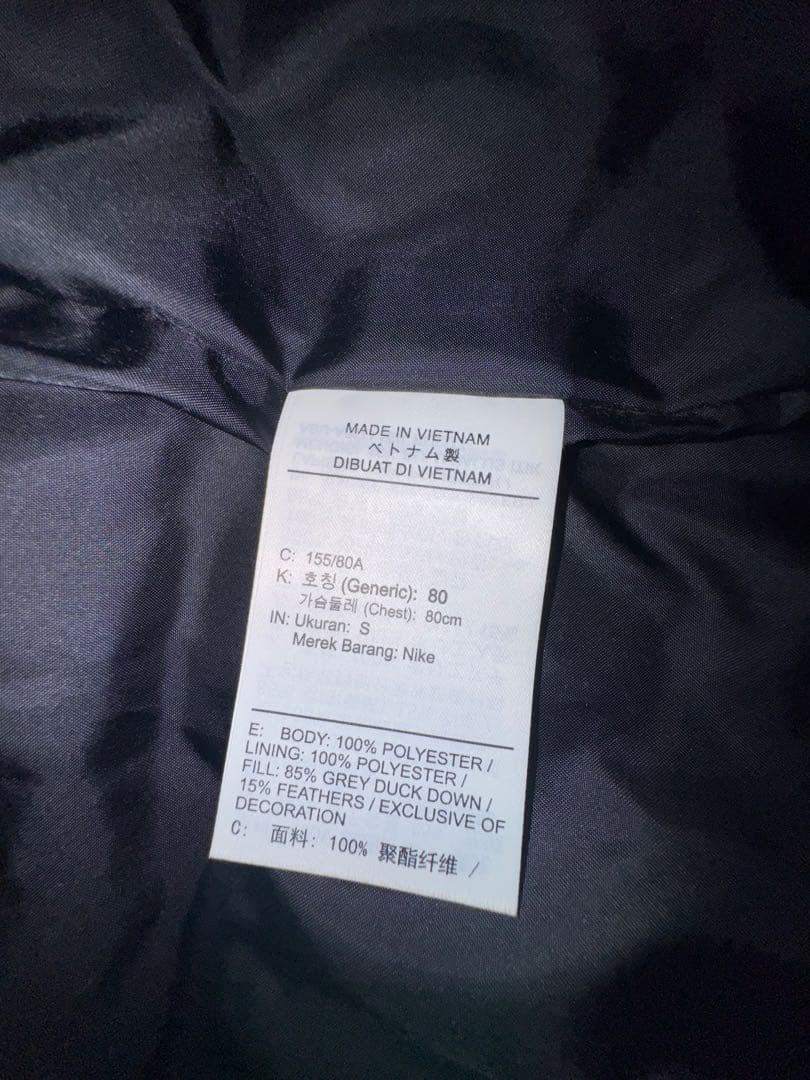 MADE IN VIETNAM
ベトナム製
DIBUAT DI VIETNAM
C: 155/80A
K: 호칭 (Generic): 80
가슴둘레 (Chest): 80cm
IN: Ukuran: S
Merek Barang: Nike
E: BODY: 100% POLYESTER /
LINING: 100% POLYESTER /
FILL: 85% GREY DUCK DOWN /
15% FEATHERS / EXCLUSIVE OF
DECORATION
C: 面料: 100% 聚酯纤维 /